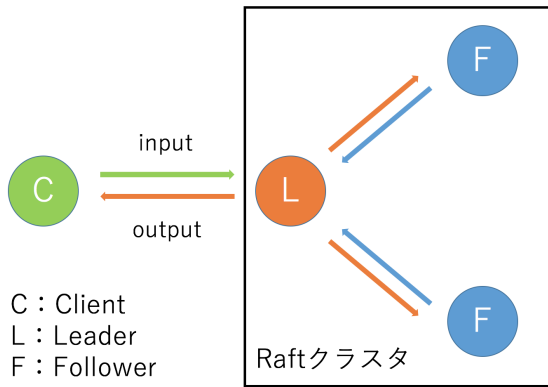 F
input
C
L
output
C：Client
L：Leader
F：Follower
F
Raftクラスタ